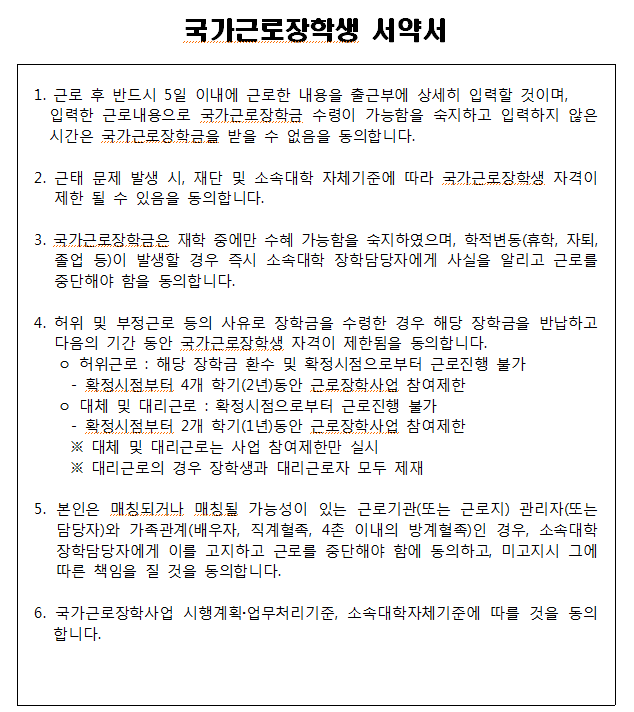 국가근로장학생 서약서
1. 근로 후 반드시 5일 이내에 근로한 내용을 출근부에 상세히 입력할 것이며,
입력한 근로내용으로 국가근로장학금 수령이 가능함을 숙지하고 입력하지 않은
시간은 국가근로장학금을 받을 수 없음을 동의합니다.
2. 근태 문제 발생 시, 재단 및 소속대학 자체기준에 따라 국가근로장학생 자격이
제한 될 수 있음을 동의합니다.
3. 국가근로장학금은 재학 중에만 수혜 가능함을 숙지하였으며, 학적변동(휴학, 자퇴,
졸업 등)이 발생할 경우 즉시 소속대학 장학담당자에게 사실을 알리고 근로를
중단해야 함을 동의합니다.
4. 허위 및 부정근로 등의 사유로 장학금을 수령한 경우 해당 장학금을 반납하고
다음의 기간 동안 국가근로장학생 자격이 제한됨을 동의합니다.
ㅇ 허위근로 : 해당 장학금 환수 및 확정시점으로부터 근로진행 불가
- 확정시점부터 4개 학기(2년)동안 근로장학사업 참여제한
ㅇ 대체 및 대리근로 : 확정시점으로부터 근로진행 불가
- 확정시점부터 2개 학기(1년)동안 근로장학사업 참여제한
※ 대체 및 대리근로는 사업 참여제한만 실시
※ 대리근로의 경우 장학생과 대리근로자 모두 제재
5. 본인은 매칭되거나 매칭될 가능성이 있는 근로기관(또는 근로지) 관리자(또는
담당자)와 가족관계(배우자, 직계혈족, 4촌 이내의 방계혈족)인 경우, 소속대학
장학담당자에게 이를 고지하고 근로를 중단해야 함에 동의하고, 미고지시 그에
따른 책임을 질 것을 동의합니다.
6. 국가근로장학사업 시행계획·업무처리기준, 소속대학자체기준에 따를 것을 동의
합니다.